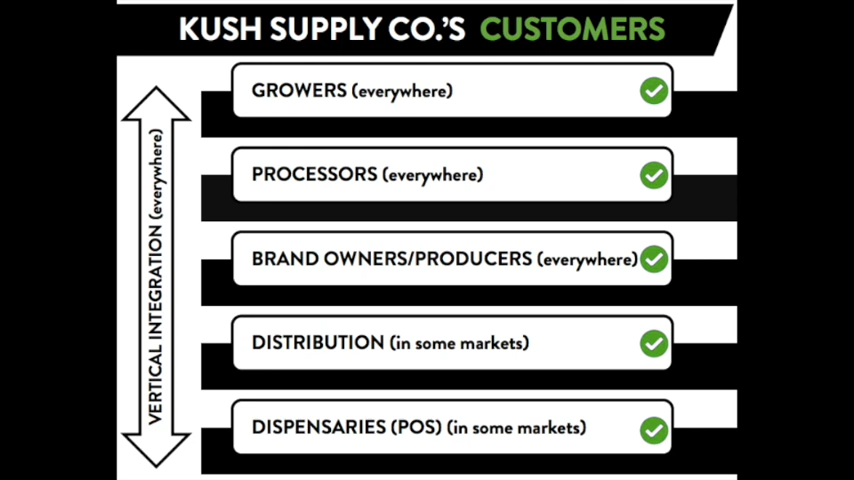 KUSH SUPPLY CO.'S CUSTOMERS
GROWERS (everywhere)
PROCESSORS (everywhere)
BRAND OWNERS/PRODUCERS (everywhere)
DISTRIBUTION (in some markets)
DISPENSARIES (POS) (in some markets)
VERTICAL INTEGRATION (everywhere)